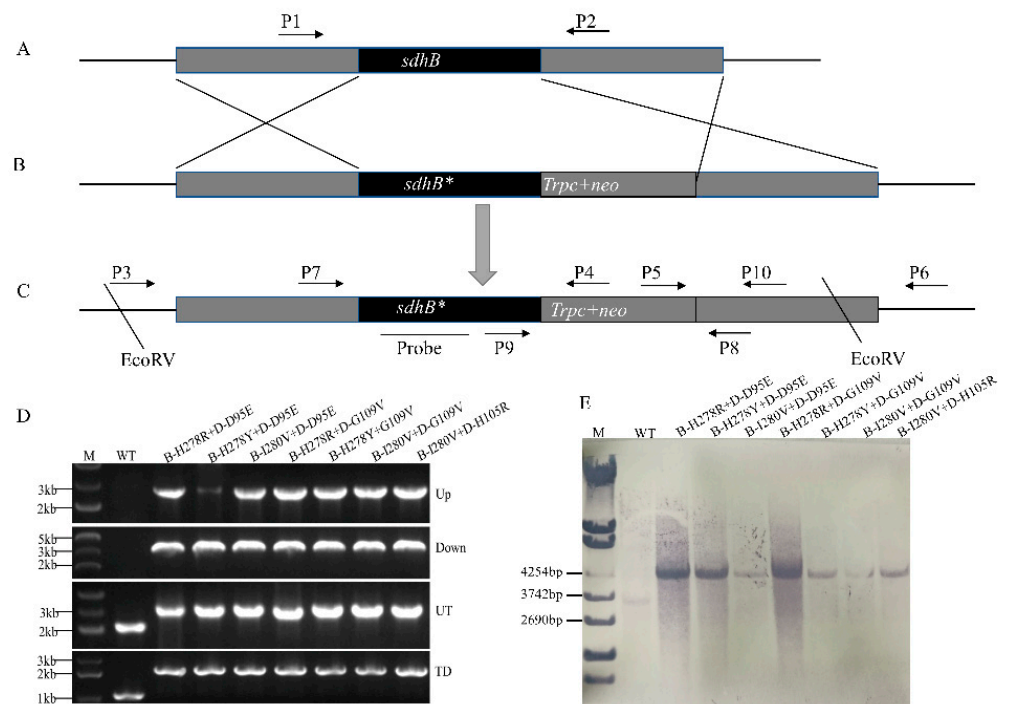 P1 P2
A
sdhB
B
sdhB* Trpc+neo
P3 P7 P4 P5 P10 P6
C
sdhB* Trpc+neo
Probe P9 P8
EcoRV EcoRV
D
M WT B-H278R+D-D95E B-H278Y+D-D95E B-I280V+D-D95E B-H278R+D-G109V B-H278Y+G109V B-I280V+D-G109V B-I280V+D-H105R
3kb
2kb
Up
5kb
3kb
2kb
Down
3kb
2kb
UT
3kb
2kb
1kb
TD
E
M WT B-H278R+D-D95E B-H278Y+D-D95E B-I280V+D-D95E B-H278R+D-G109V B-H278Y+D-G109V B-I280V+D-G109V B-I280V+D-H105R
4254bp
3742bp
2690bp